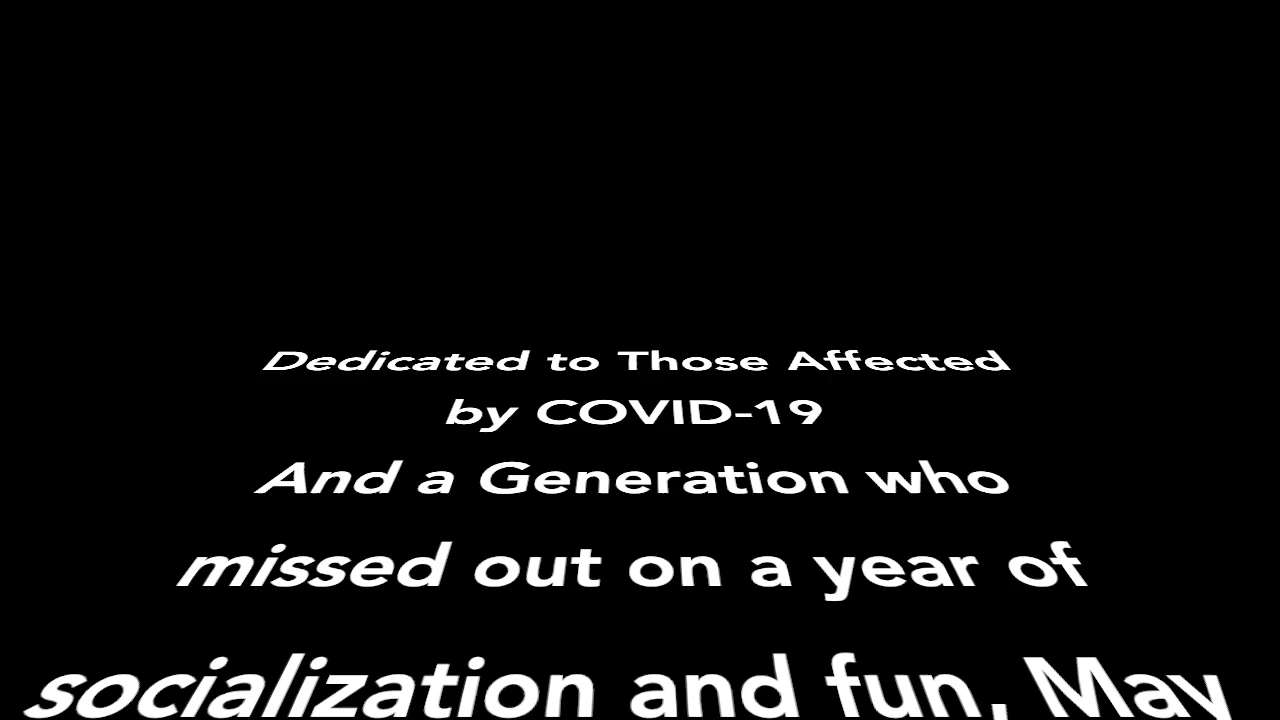 Dedicated to Those Affected
by COVID-19
And a Generation who
missed out on a year of
socialization and fun, May